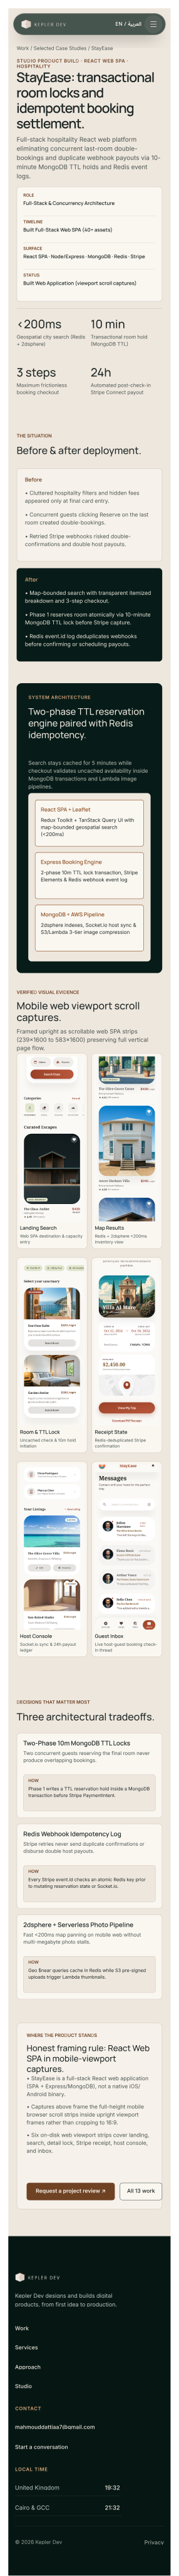 KEPLER DEV
EN / العربية
Work / Selected Case Studies / StayEase
STUDIO PRODUCT BUILD · REACT WEB SPA ·
HOSPITALITY
StayEase: transactional
room locks and
idempotent booking
settlement.
Full-stack hospitality React web platform
eliminating concurrent last-room double-
bookings and duplicate webhook payouts via 10-
minute MongoDB TTL holds and Redis event
logs.
ROLE
Full-Stack & Concurrency Architecture
TIMELINE
Built Full-Stack Web SPA (40+ assets)
SURFACE
React SPA · Node/Express · MongoDB · Redis · Stripe
STATUS
Built Web Application (viewport scroll captures)
<200ms
Geospatial city search (Redis
+ 2dsphere)
10 min
Transactional room hold
(MongoDB TTL)
3 steps
Maximum frictionless
booking checkout
24h
Automated post-check-in
Stripe Connect payout
THE SITUATION
Before & after deployment.
Before
• Cluttered hospitality filters and hidden fees
appeared only at final card entry.
• Concurrent guests clicking Reserve on the last
room created double-bookings.
• Retried Stripe webhooks risked double-
confirmations and double host payouts.
After
• Map-bounded search with transparent itemized
breakdown and 3-step checkout.
• Phase 1 reserves room atomically via 10-minute
MongoDB TTL lock before Stripe capture.
• Redis event.id log deduplicates webhooks
before confirming or scheduling payouts.
SYSTEM ARCHITECTURE
Two-phase TTL reservation
engine paired with Redis
idempotency.
Search stays cached for 5 minutes while
checkout validates uncached availability inside
MongoDB transactions and Lambda image
pipelines.
React SPA + Leaflet
Redux Toolkit + TanStack Query UI with
map-bounded geospatial search
(<200ms)
Express Booking Engine
2-phase 10m TTL lock transaction, Stripe
Elements & Redis webhook event log
MongoDB + AWS Pipeline
2dsphere indexes, Socket.io host sync &
S3/Lambda 3-tier image compression
VERIFIED VISUAL EVIDENCE
Mobile web viewport scroll
captures.
Framed upright as scrollable web SPA strips
(239×1600 to 583×1600) preserving full vertical
page flow.
Categories
Curated Escapes
Landing Search
Web SPA destination & capacity
entry
Map Results
Redis + 2dsphere <200ms
inventory view
Select your sanctuary
Room & TTL Lock
Uncached check & 10m hold
initiation
Villa Al Mare
$2,450.00
Receipt State
Redis-deduplicated Stripe
confirmation
Your Listings
Host Console
Socket.io sync & 24h payout
ledger
StayEase
Messages
Guest Inbox
Live host-guest booking check-
in thread
DECISIONS THAT MATTER MOST
Three architectural tradeoffs.
Two-Phase 10m MongoDB TTL Locks
Two concurrent guests reserving the final room never
produce overlapping bookings.
HOW
Phase 1 writes a TTL reservation hold inside a MongoDB
transaction before Stripe PaymentIntent.
Redis Webhook Idempotency Log
Stripe retries never send duplicate confirmations or
disburse double host payouts.
HOW
Every Stripe event.id checks an atomic Redis key prior
to mutating reservation state or Socket.io.
2dsphere + Serverless Photo Pipeline
Fast <200ms map panning on mobile web without
multi-megabyte photo stalls.
HOW
Geo $near queries cache in Redis while S3 pre-signed
uploads trigger Lambda thumbnails.
WHERE THE PRODUCT STANDS
Honest framing rule: React Web
SPA in mobile-viewport
captures.
• StayEase is a full-stack React web application
(SPA + Express/MongoDB), not a native iOS/
Android binary.
• Captures above frame the full-height mobile
browser scroll strips inside upright viewport
frames rather than cropping to 16:9.
• Six on-disk web viewport strips cover landing,
search, detail lock, Stripe receipt, host console,
and inbox.
Request a project review ↗
All 13 work
KEPLER DEV
Kepler Dev designs and builds digital
products, from first idea to production.
Work
Services
Approach
Studio
CONTACT
mahmouddattiaa7@gmail.com
Start a conversation
LOCAL TIME
United Kingdom 19:32
Cairo & GCC 21:32
© 2026 Kepler Dev Privacy